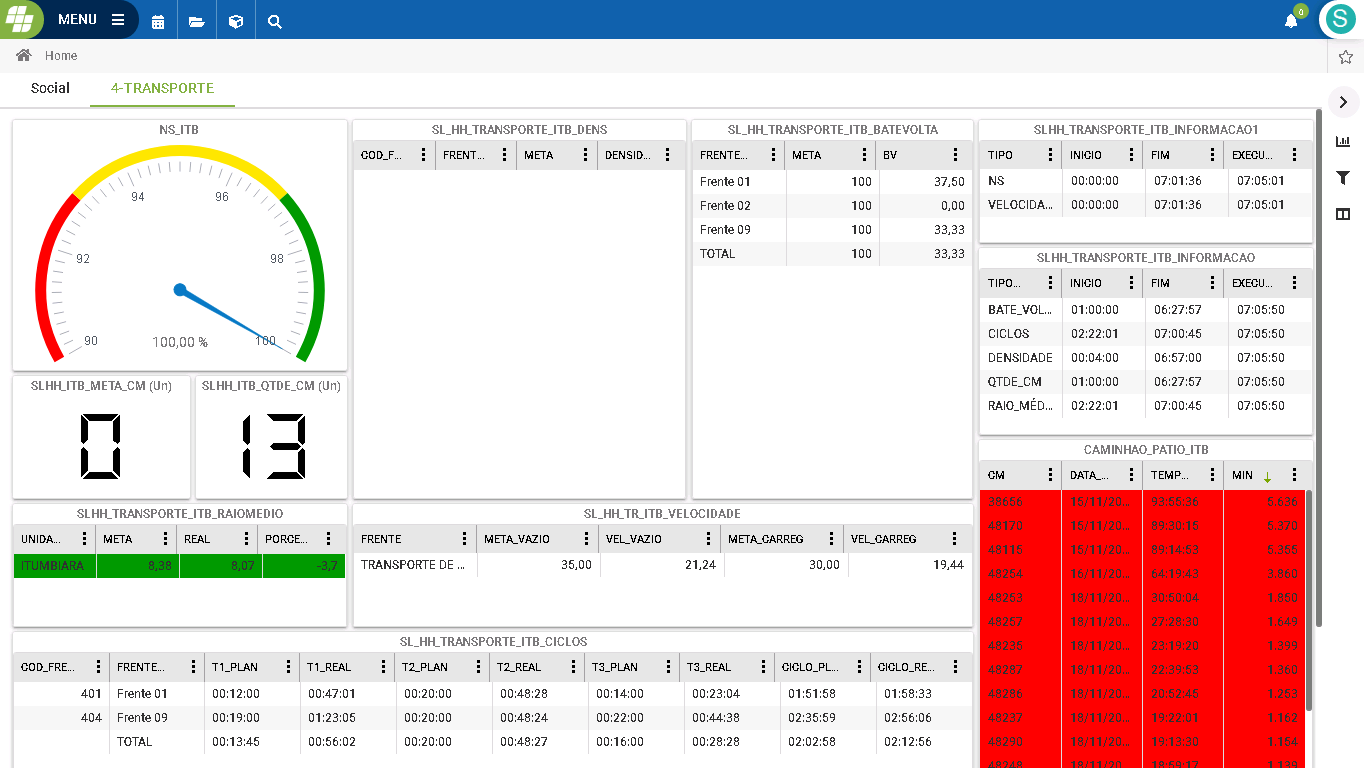 MENU
0
S
Home
Social
4-TRANSPORTE
NS_ITB
90
92
94
96
98
100
100,00 %
SLHH_ITB_META_CM (Un)
0
SLHH_ITB_QTDE_CM (Un)
13
SL_HH_TRANSPORTE_ITB_DENS
COD_F... FRENT... META DENSID...
SL_HH_TRANSPORTE_ITB_BATEVOLTA
FRENTE... META BV
Frente 01 100 37,50
Frente 02 100 0,00
Frente 09 100 33,33
TOTAL 100 33,33
SLHH_TRANSPORTE_ITB_INFORMACAO1
TIPO INICIO FIM EXECU...
NS 00:00:00 07:01:36 07:05:01
VELOCIDA... 00:00:00 07:01:36 07:05:01
SLHH_TRANSPORTE_ITB_INFORMACAO
TIPO... INICIO FIM EXECU...
BATE_VOL... 01:00:00 06:27:57 07:05:50
CICLOS 02:22:01 07:00:45 07:05:50
DENSIDADE 00:04:00 06:57:00 07:05:50
QTDE_CM 01:00:00 06:27:57 07:05:50
RAIO_MÉD... 02:22:01 07:00:45 07:05:50
SLHH_TRANSPORTE_ITB_RAIOMEDIO
UNIDA... META REAL PORCE...
ITUMBIARA 8,38 8,07 -3,7
SL_HH_TR_ITB_VELOCIDADE
FRENTE META_VAZIO VEL_VAZIO META_CARREG VEL_CARREG
TRANSPORTE DE ... 35,00 21,24 30,00 19,44
SL_HH_TRANSPORTE_ITB_CICLOS
COD_FRE... FRENTE... T1_PLAN T1_REAL T2_PLAN T2_REAL T3_PLAN T3_REAL CICLO_PL... CICLO_RE...
401 Frente 01 00:12:00 00:47:01 00:20:00 00:48:28 00:14:00 00:23:04 01:51:58 01:58:33
404 Frente 09 00:19:00 01:23:05 00:20:00 00:48:24 00:22:00 00:44:38 02:35:59 02:56:06
TOTAL 00:13:45 00:56:02 00:20:00 00:48:27 00:16:00 00:28:28 02:02:58 02:12:56
CAMINHAO_PATIO_ITB
CM DATA_... TEMP... MIN
38656 15/11/20... 93:55:36 5.636
48170 15/11/20... 89:30:15 5.370
48115 15/11/20... 89:14:53 5.355
48254 16/11/20... 64:19:43 3.860
48253 18/11/20... 30:50:04 1.850
48257 18/11/20... 27:28:30 1.649
48235 18/11/20... 23:19:20 1.399
48287 18/11/20... 22:39:53 1.360
48286 18/11/20... 20:52:45 1.253
48237 18/11/20... 19:22:01 1.162
48290 18/11/20... 19:13:30 1.154
48248 18/11/20... 18:59:17 1.139